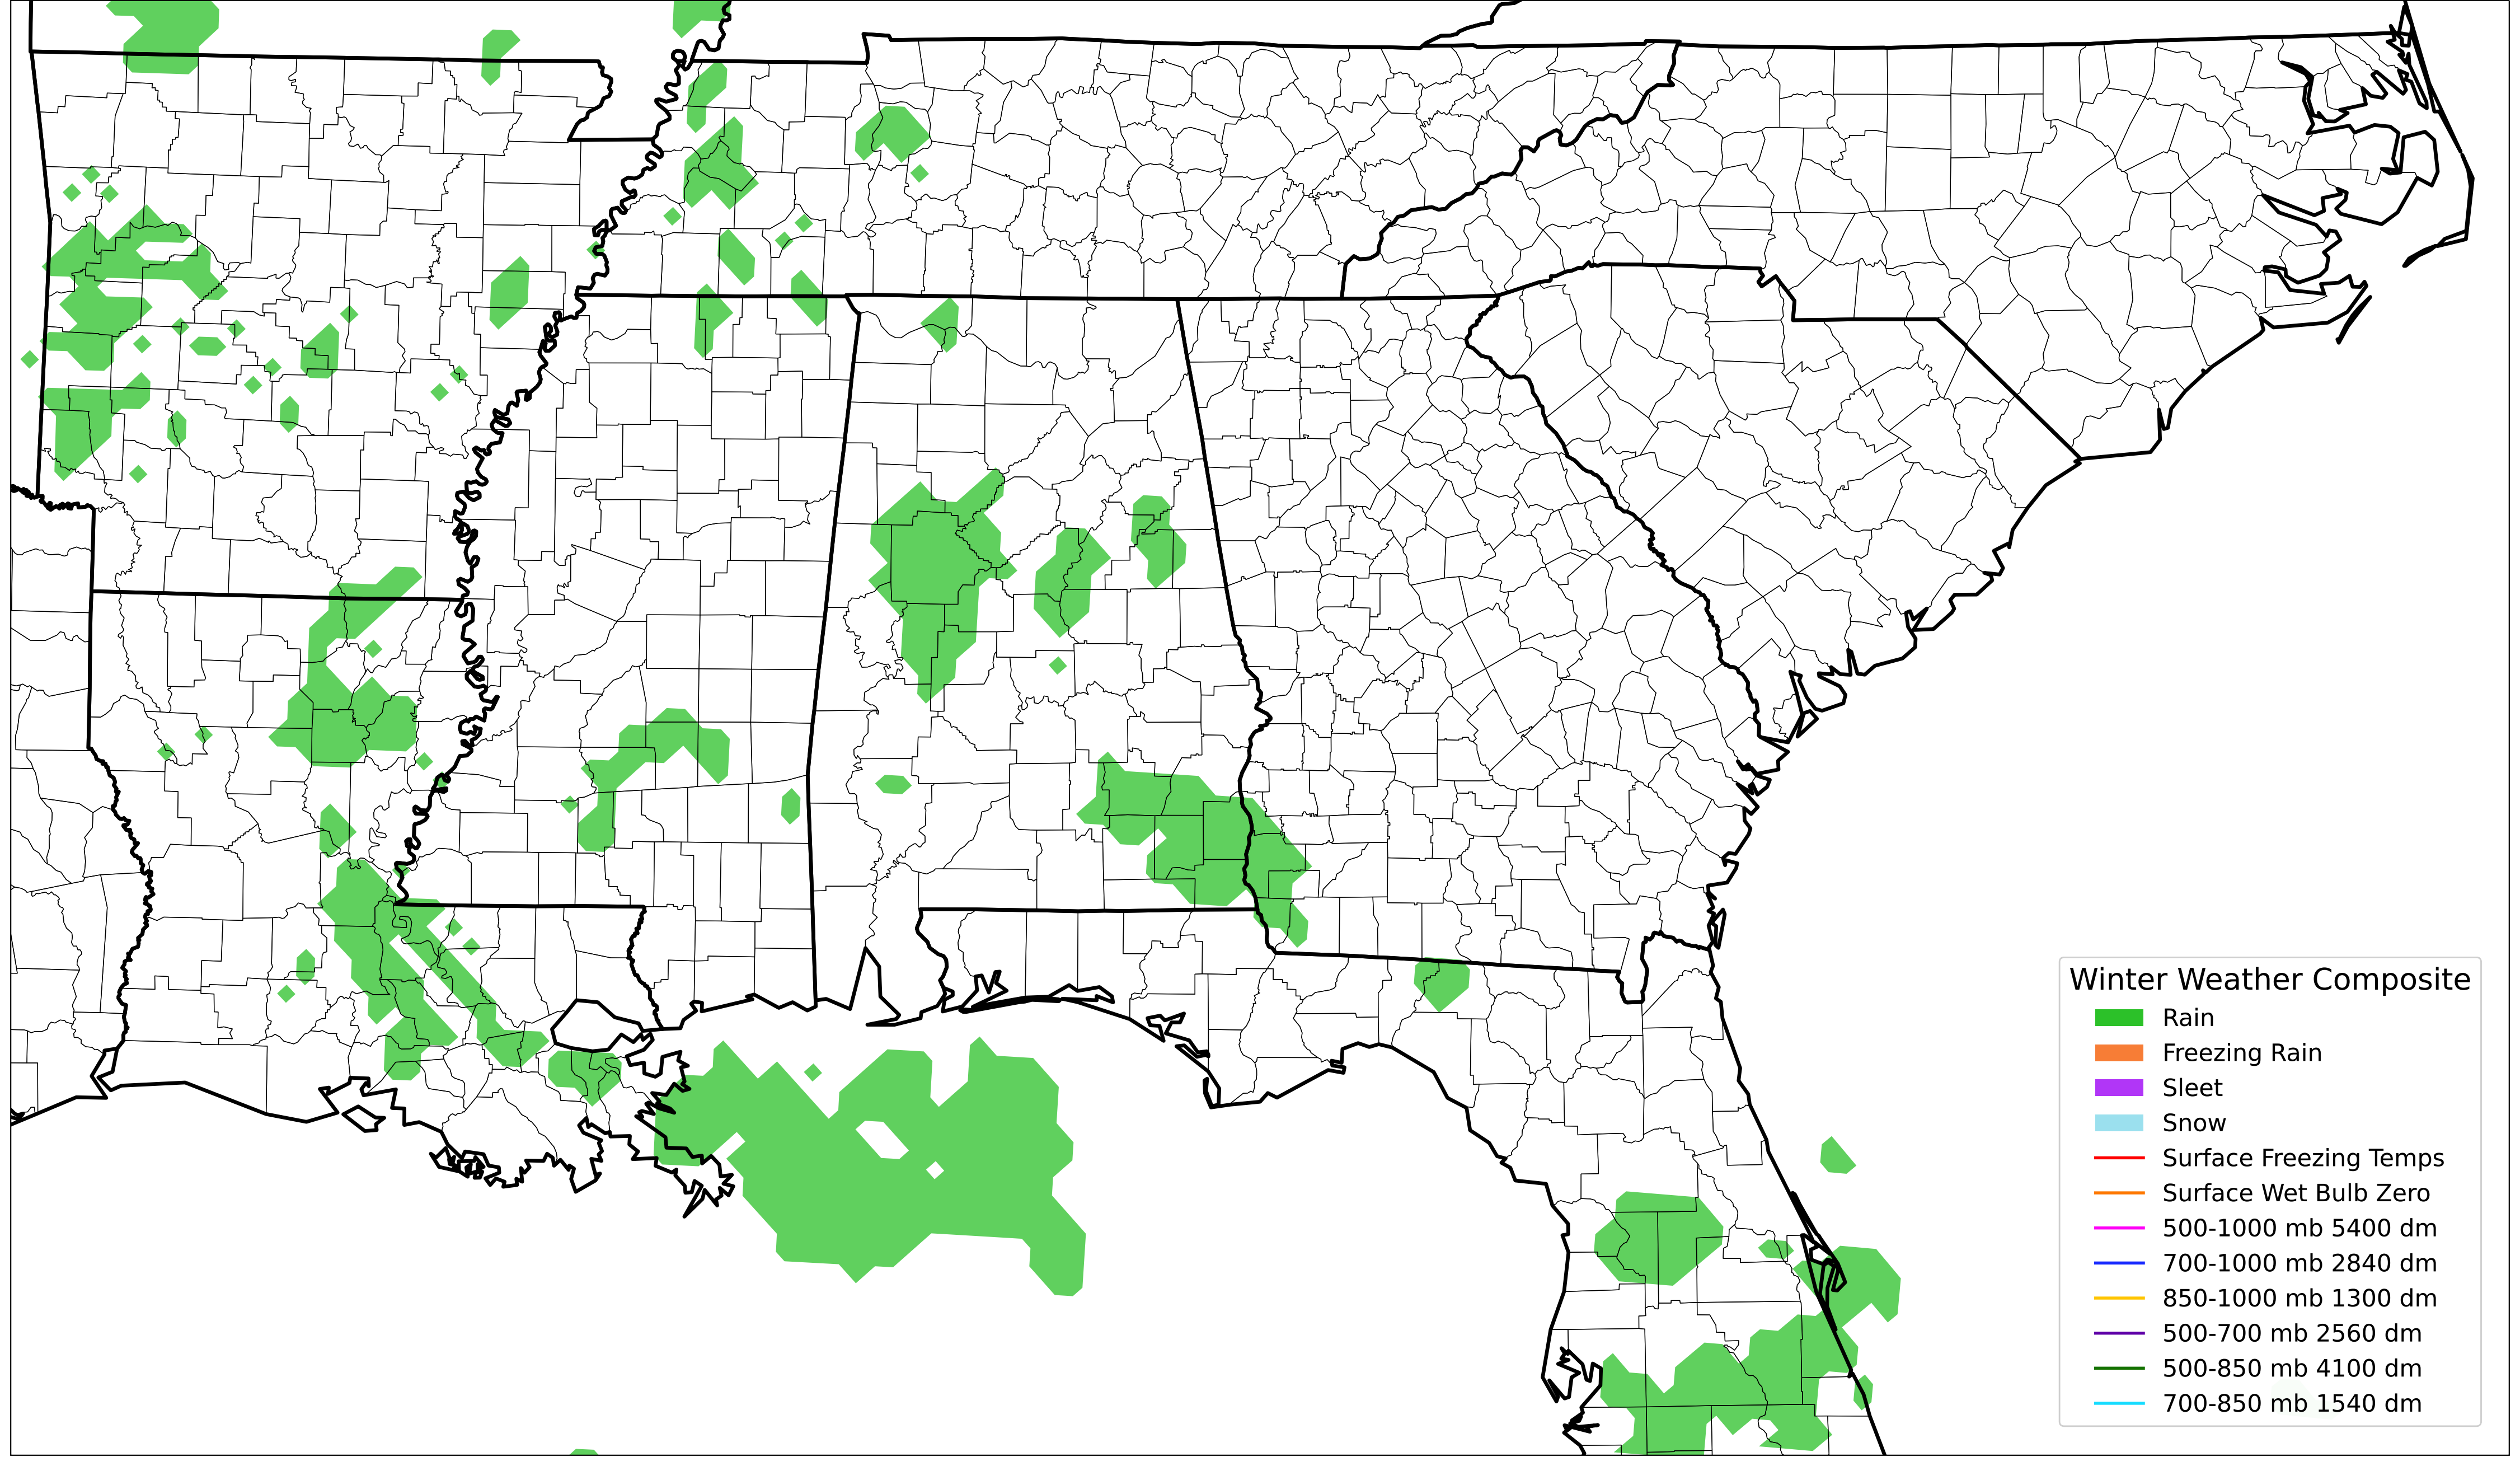 Winter Weather Composite
Rain
Freezing Rain
Sleet
Snow
Surface Freezing Temps
Surface Wet Bulb Zero
500-1000 mb 5400 dm
700-1000 mb 2840 dm
850-1000 mb 1300 dm
500-700 mb 2560 dm
500-850 mb 4100 dm
700-850 mb 1540 dm